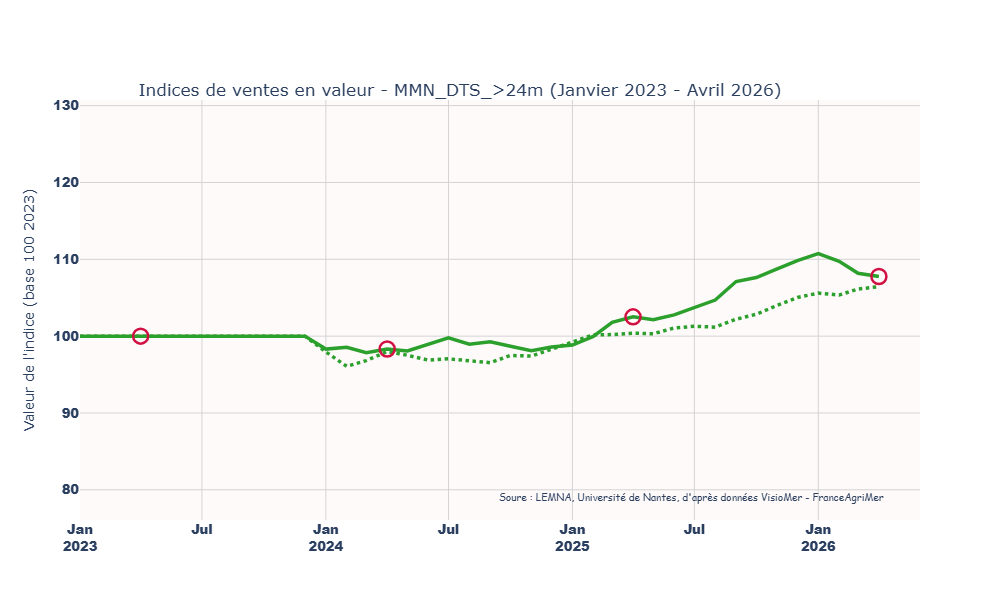 Indices de ventes en valeur - MMN_DTS_>24m (Janvier 2023 - Avril 2026)
Valeur de l'Indice (base 100 2023)
130
120
110
100
90
80
Soure : LEMNA, Université de Nantes, d'après données VisioMer - FranceAgriMer
Jan Jul Jan Jul Jan Jul Jan
2023 2024 2025 2026